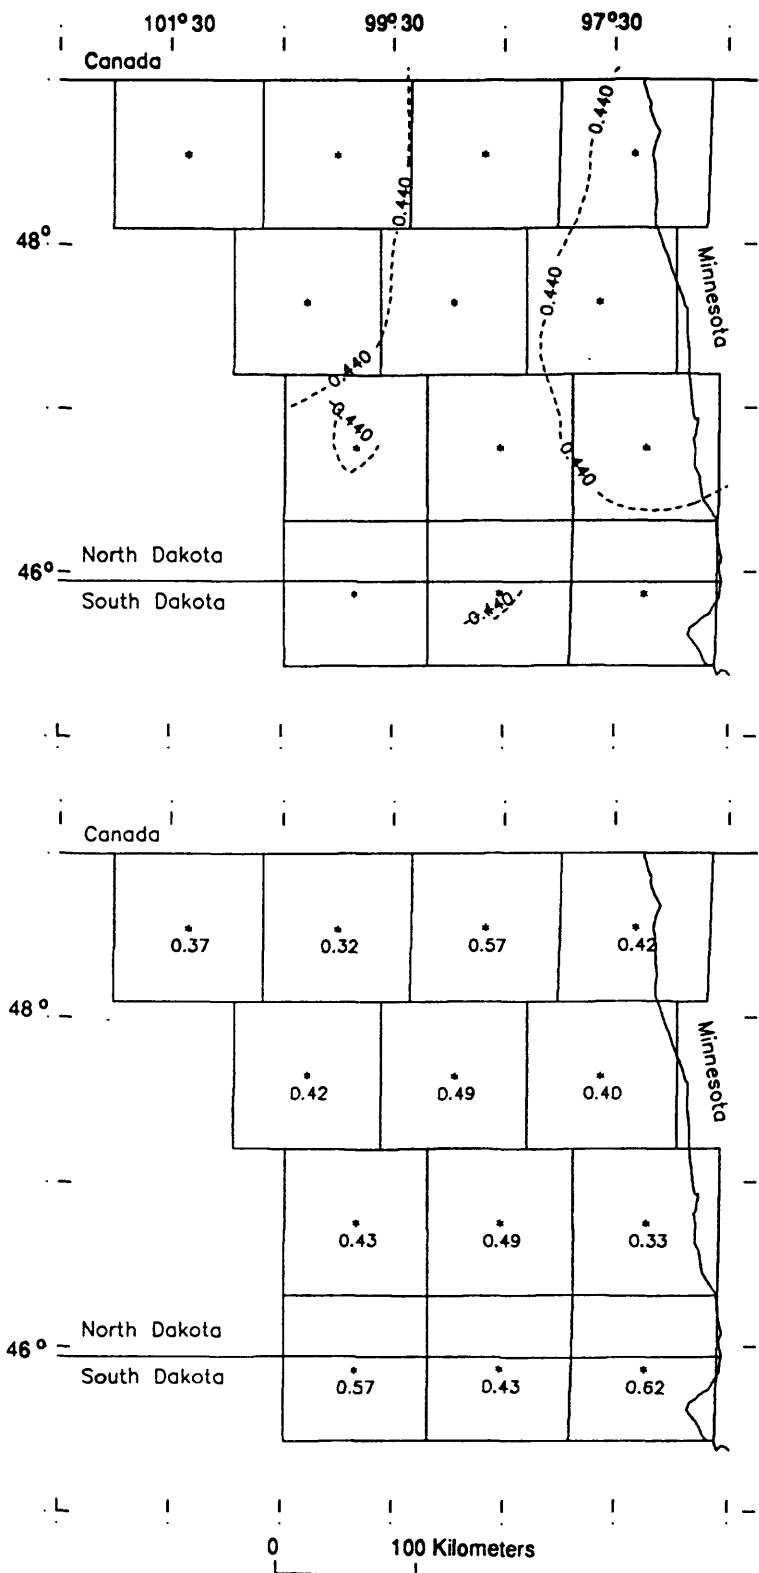 101°30 99°30 97°30
Canada
0.440
0.440
48°
Minnesota
0.440
0.440
0.440
0.440
North Dakota
46°
South Dakota
0.440
Canada
0.37 0.32 0.57 0.42
48°
Minnesota
0.42 0.49 0.40
0.43 0.49 0.33
North Dakota
46°
South Dakota
0.57 0.43 0.62
0 100 Kilometers